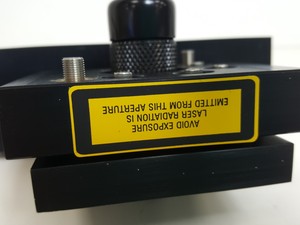 AVOID EXPOSURE
LASER RADIATION IS
EMITTED FROM THIS APERTURE